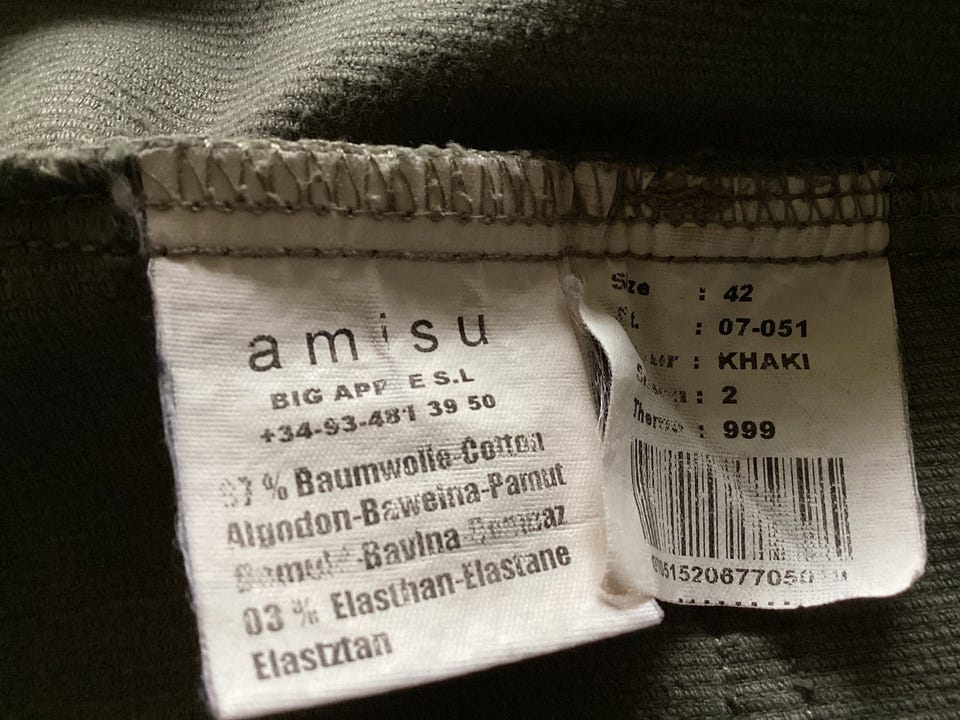 amisu
BIG APP E S.L
+34-93-481 39 50
97 % Baumwolle-Cotton
Algodon-Baweina-Pamut
-Bavlna
03 % Elasthan-Elastane
Elastztan
Size : 42
: 07-051
: KHAKI
: 2
: 999